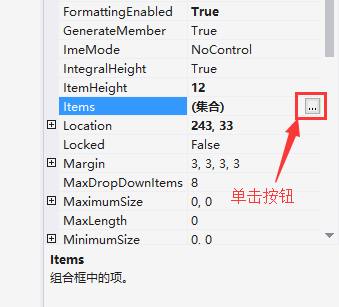 FormattingEnabled True
GenerateMember True
ImeMode NoControl
IntegralHeight True
ItemHeight 12
Items (集合) ...
Location 243, 33
Locked False
Margin 3, 3, 3, 3
MaxDropDownItems 8
MaximumSize 0, 0
MaxLength 0
MinimumSize 0, 0
单击按钮
Items
组合框中的项。